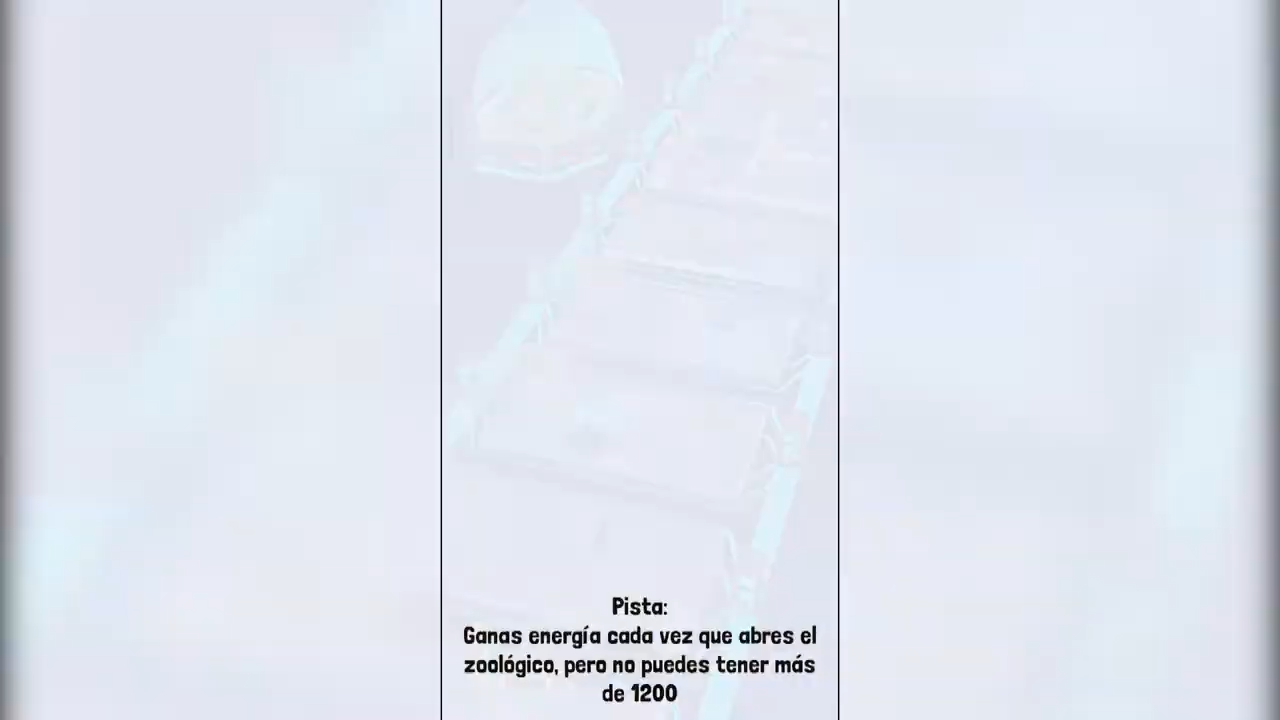 Pista:
Ganas energía cada vez que abres el
zoológico, pero no puedes tener más
de 1200